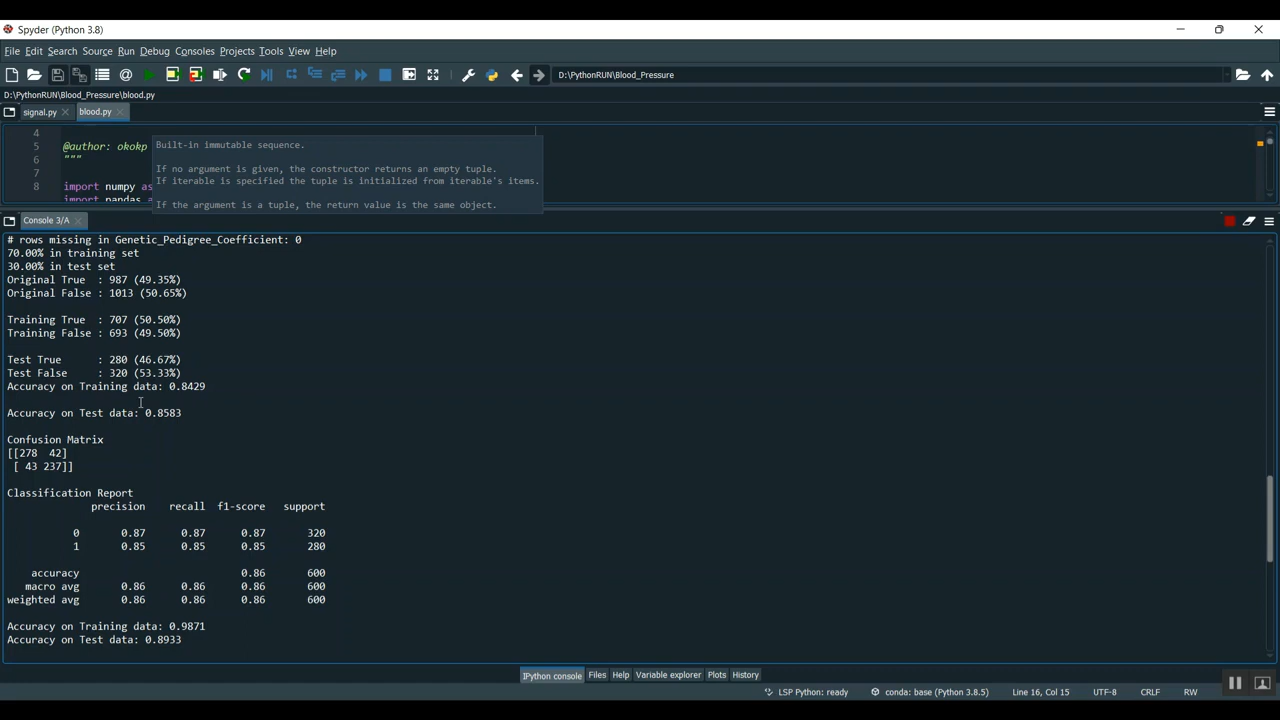 Spyder (Python 3.8)
File Edit Search Source Run Debug Consoles Projects Tools View Help
D:\PythonRUN\Blood_Pressure
D:\PythonRUN\Blood_Pressure\blood.py
signal.py blood.py
4
5 @author: okokp
6 """
7
8 import numpy as
import pandas
Built-in immutable sequence.
If no argument is given, the constructor returns an empty tuple.
If iterable is specified the tuple is initialized from iterable's items.
If the argument is a tuple, the return value is the same object.
Console 3/A
# rows missing in Genetic_Pedigree_Coefficient: 0
70.00% in training set
30.00% in test set
Original True  : 987 (49.35%)
Original False : 1013 (50.65%)
Training True  : 707 (50.50%)
Training False : 693 (49.50%)
Test True      : 280 (46.67%)
Test False     : 320 (53.33%)
Accuracy on Training data: 0.8429
Accuracy on Test data: 0.8583
Confusion Matrix
[[278  42]
[ 43 237]]
Classification Report
precision recall f1-score support
0 0.87 0.87 0.87 320
1 0.85 0.85 0.85 280
accuracy 0.86 600
macro avg 0.86 0.86 0.86 600
weighted avg 0.86 0.86 0.86 600
Accuracy on Training data: 0.9871
Accuracy on Test data: 0.8933
IPython console Files Help Variable explorer Plots History
LSP Python: ready conda: base (Python 3.8.5) Line 16, Col 15 UTF-8 CRLF RW